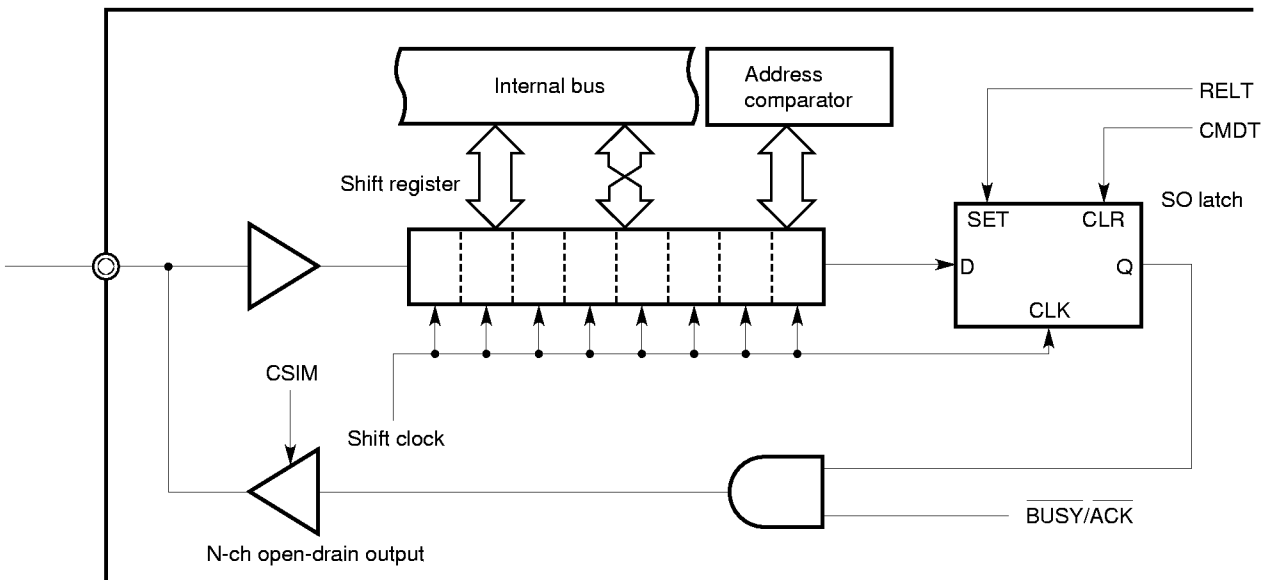 Internal bus
Address
comparator
RELT
CMDT
Shift register
SO latch
SET
CLR
D
Q
CLK
CSIM
Shift clock
BUSY/ACK
N-ch open-drain output